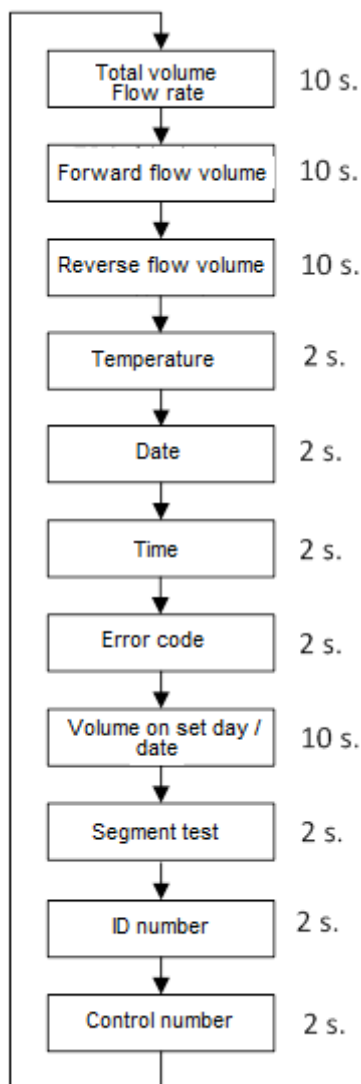 Total volume
Flow rate
10 s.
Forward flow volume
10 s.
Reverse flow volume
10 s.
Temperature
2 s.
Date
2 s.
Time
2 s.
Error code
2 s.
Volume on set day /
date
10 s.
Segment test
2 s.
ID number
2 s.
Control number
2 s.